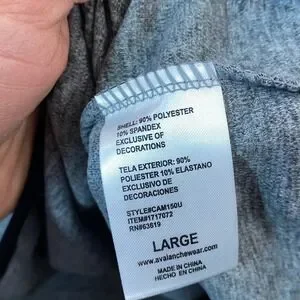 SHELL: 90% POLYESTER
10% SPANDEX
EXCLUSIVE OF
DECORATIONS
TELA EXTERIOR: 90%
POLIESTER 10% ELASTANO
EXCLUSIVO DE
DECORACIONES
STYLE#CAM150U
ITEM#1717072
RN#63619
LARGE
www.avalanchewear.com
MADE IN CHINA
HECHO EN CHINA